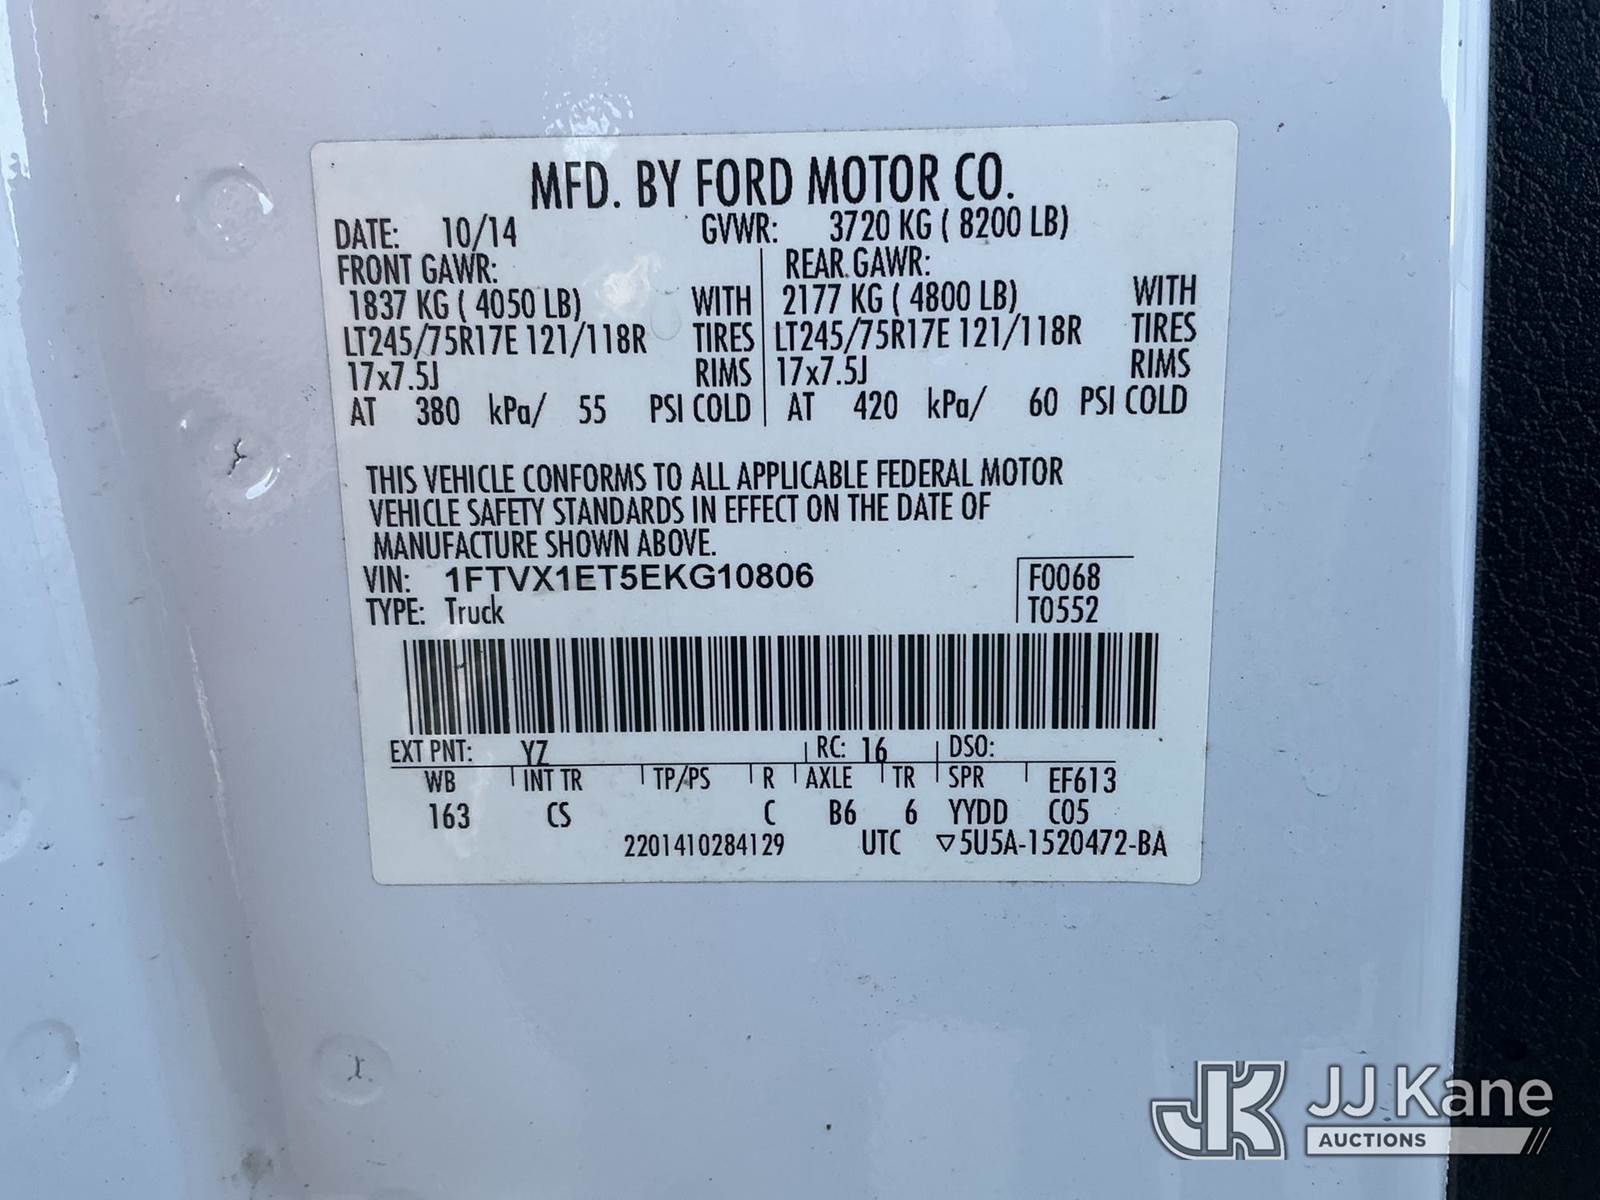 MFD. BY FORD MOTOR CO.
DATE: 10/14 GVWR: 3720 KG ( 8200 LB)
FRONT GAWR: REAR GAWR:
1837 KG ( 4050 LB) WITH 2177 KG ( 4800 LB) WITH
LT245/75R17E 121/118R TIRES LT245/75R17E 121/118R TIRES
17x7.5J RIMS 17x7.5J RIMS
AT 380 kPa/ 55 PSI COLD AT 420 kPa/ 60 PSI COLD
THIS VEHICLE CONFORMS TO ALL APPLICABLE FEDERAL MOTOR
VEHICLE SAFETY STANDARDS IN EFFECT ON THE DATE OF
MANUFACTURE SHOWN ABOVE.
VIN: 1FTVX1ET5EKG10806 F0068
TYPE: Truck T0552
EXT PNT: YZ RC: 16 DSO:
WB INT TR TP/PS R AXLE TR SPR EF613
163 CS C B6 6 YYDD C05
2201410284129 UTC ▽5U5A-1520472-BA
JK JJ Kane
AUCTIONS